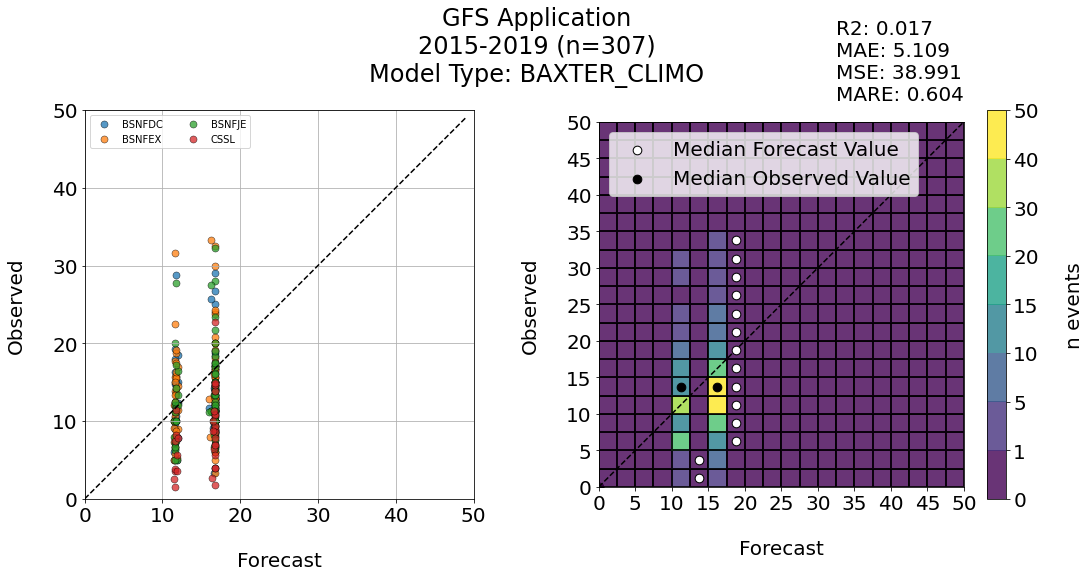 GFS Application
2015-2019 (n=307)
Model Type: BAXTER_CLIMO
R2: 0.017
MAE: 5.109
MSE: 38.991
MARE: 0.604
BSNFDC
BSNFEX
BSNFJE
CSSL
50
40
30
20
10
0
0
10
20
30
40
50
Observed
Forecast
Median Forecast Value
Median Observed Value
50
45
40
35
30
25
20
15
10
5
0
0
5
10
15
20
25
30
35
40
45
50
Observed
Forecast
50
40
30
20
15
10
5
1
0
n events